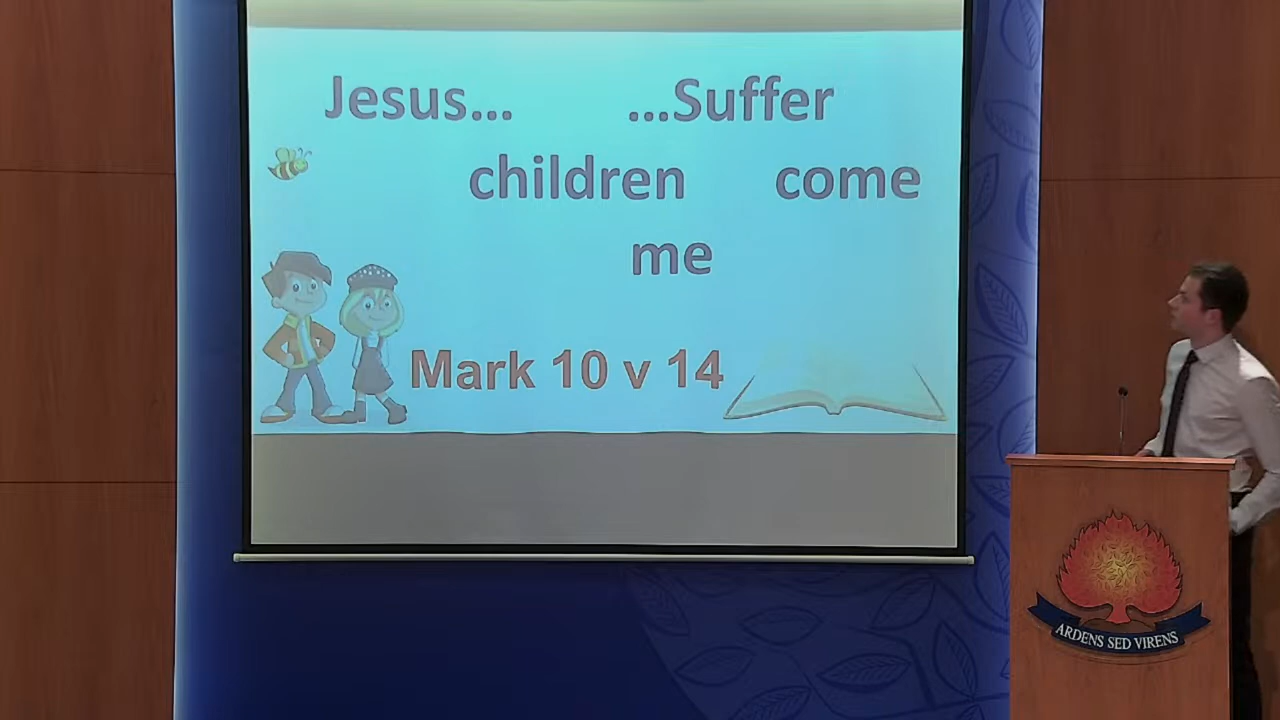 Jesus... ...Suffer
children come
me
Mark 10 v 14
ARDENS SED VIRENS